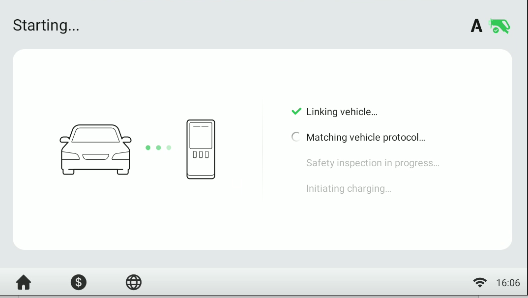 Starting...
A
Linking vehicle...
Matching vehicle protocol...
Safety inspection in progress...
Initiating charging...
$
16:06